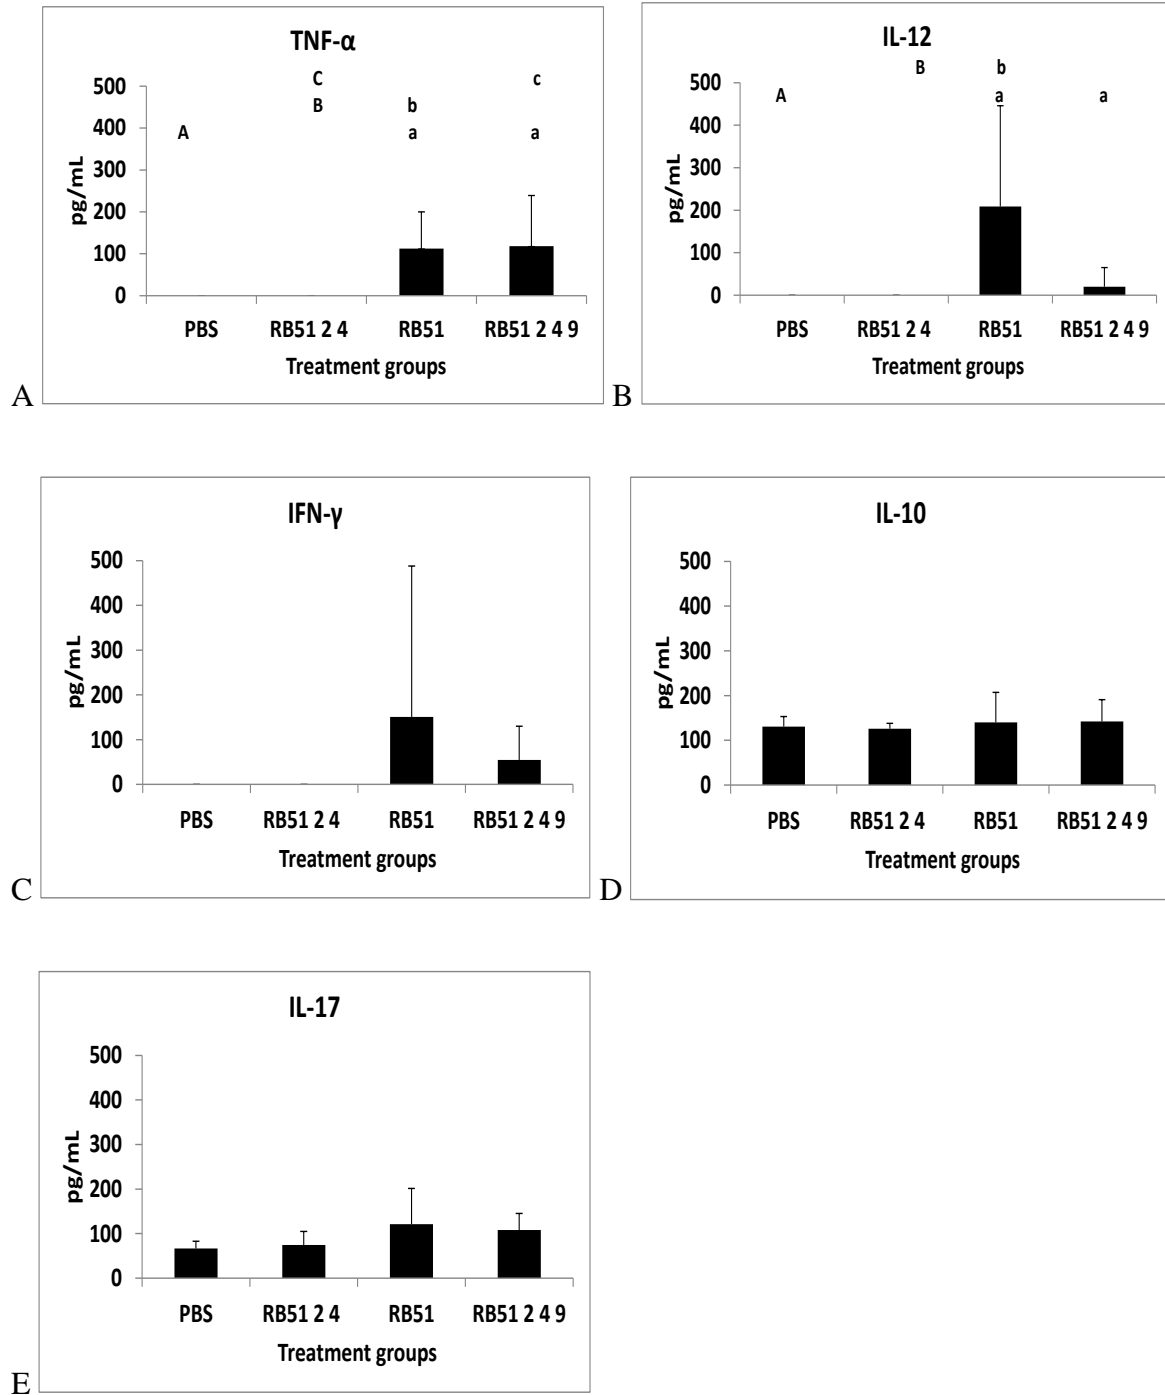 TNF-α
C
c
500
B
b
400
A
a
a
300
200
100
0
pg/mL
PBS
RB51 2 4
RB51
RB51 2 4 9
Treatment groups
A
IL-12
B
b
500
A
a
a
400
300
200
100
0
pg/mL
PBS
RB51 2 4
RB51
RB51 2 4 9
Treatment groups
B
IFN-γ
500
400
300
200
100
0
pg/mL
PBS
RB51 2 4
RB51
RB51 2 4 9
Treatment groups
C
IL-10
500
400
300
200
100
0
pg/mL
PBS
RB51 2 4
RB51
RB51 2 4 9
Treatment groups
D
IL-17
500
400
300
200
100
0
pg/mL
PBS
RB51 2 4
RB51
RB51 2 4 9
Treatment groups
E